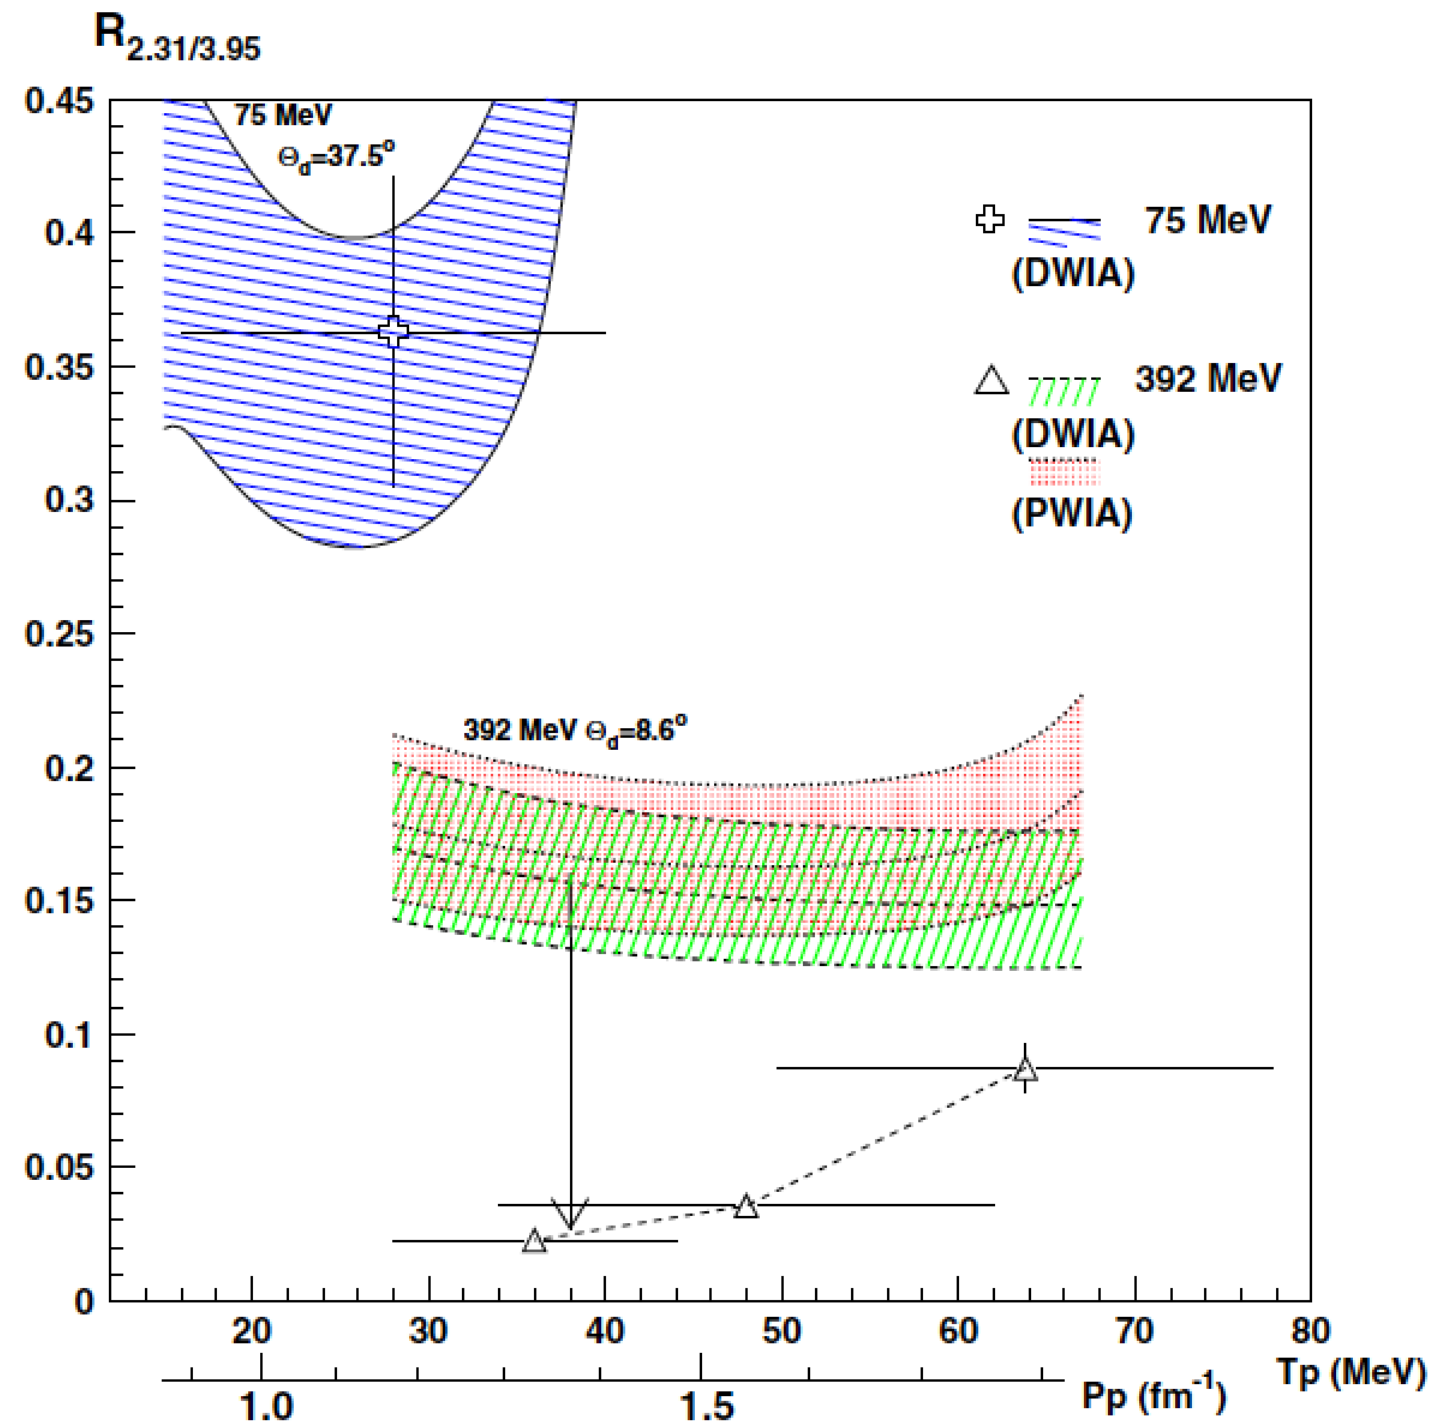 R2.31/3.95
0.45
75 MeV
Θd=37.5o
0.4
75 MeV
(DWIA)
0.35
392 MeV
(DWIA)
0.3
(PWIA)
0.25
392 MeV Θd=8.6o
0.2
0.15
0.1
0.05
0
20 30 40 50 60 70 80
Tp (MeV)
1.0 1.5 Pp (fm-1)